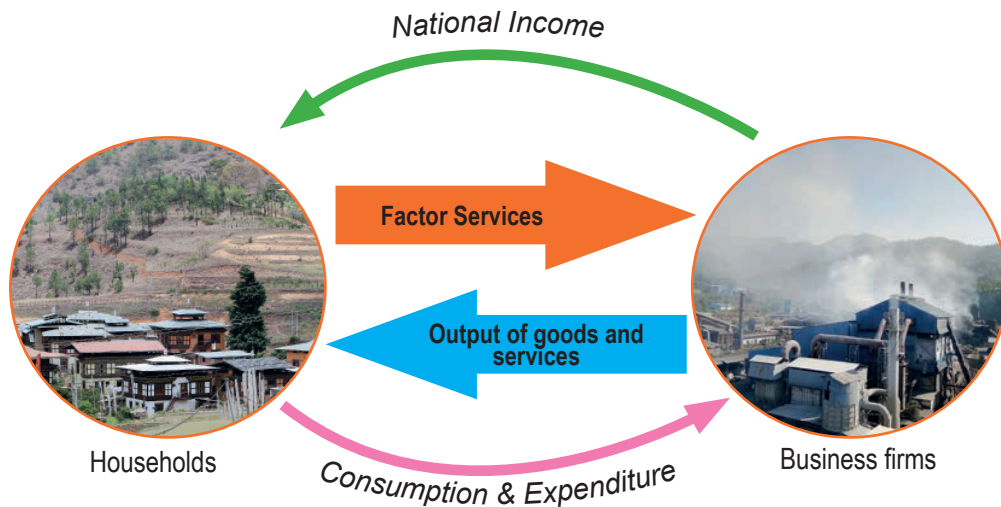 National Income
Factor Services
Output of goods and
services
Households
Business firms
Consumption & Expenditure